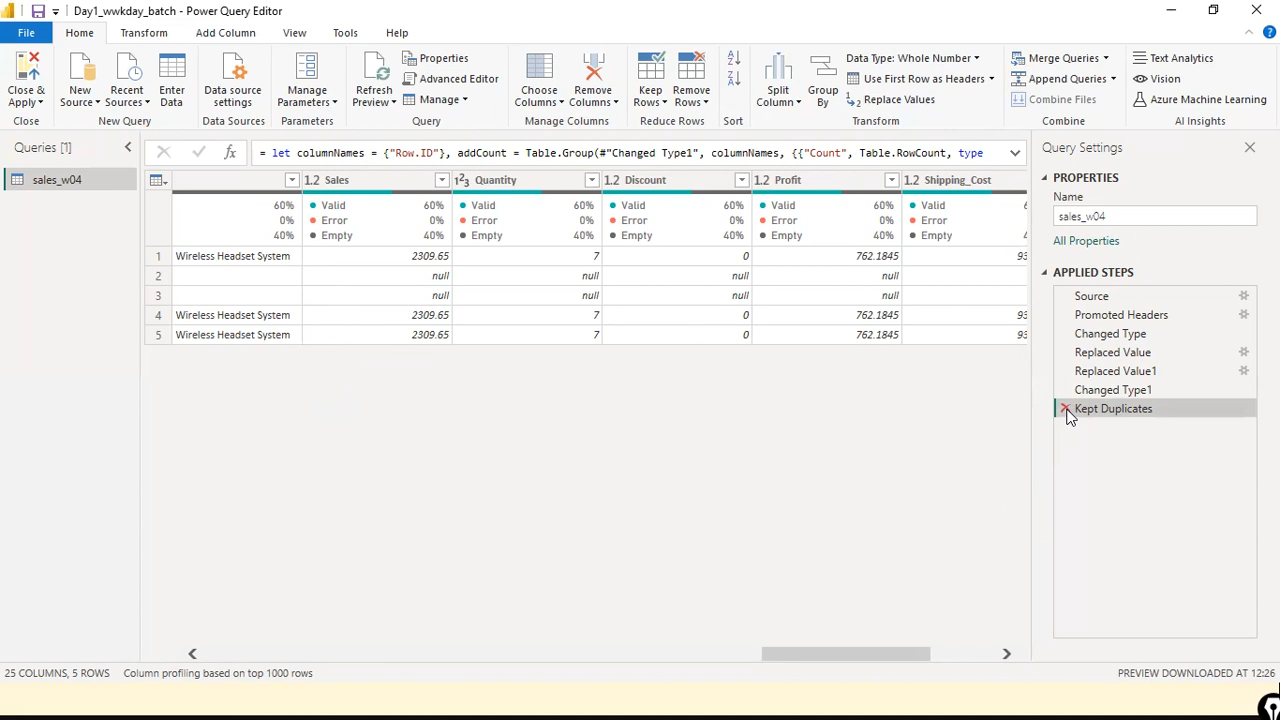 Day1_wwkday_batch - Power Query Editor
File Home Transform Add Column View Tools Help
Close & Apply New Source Recent Sources Enter Data Data source settings Manage Parameters Refresh Preview Properties Advanced Editor Manage Choose Columns Remove Columns Keep Rows Remove Rows Split Column Group By Data Type: Whole Number Use First Row as Headers Replace Values Merge Queries Append Queries Combine Files Text Analytics Vision Azure Machine Learning
Close New Query Data Sources Parameters Query Manage Columns Reduce Rows Sort Transform Combine AI Insights
Queries [1]
sales_w04
= let columnNames = {"Row.ID"}, addCount = Table.Group(#"Changed Type1", columnNames, {{"Count", Table.RowCount, type
1.2 Sales 1²3 Quantity 1.2 Discount 1.2 Profit 1.2 Shipping_Cost
60% Valid 60% Valid 60% Valid 60% Valid 60% Valid
0% Error 0% Error 0% Error 0% Error 0% Error
40% Empty 40% Empty 40% Empty 40% Empty 40% Empty
1 Wireless Headset System 2309.65 7 0 762.1845 93
2 null null null null
3 null null null null
4 Wireless Headset System 2309.65 7 0 762.1845 93
5 Wireless Headset System 2309.65 7 0 762.1845 93
Query Settings
PROPERTIES
Name
sales_w04
All Properties
APPLIED STEPS
Source
Promoted Headers
Changed Type
Replaced Value
Replaced Value1
Changed Type1
Kept Duplicates
25 COLUMNS, 5 ROWS Column profiling based on top 1000 rows PREVIEW DOWNLOADED AT 12:26